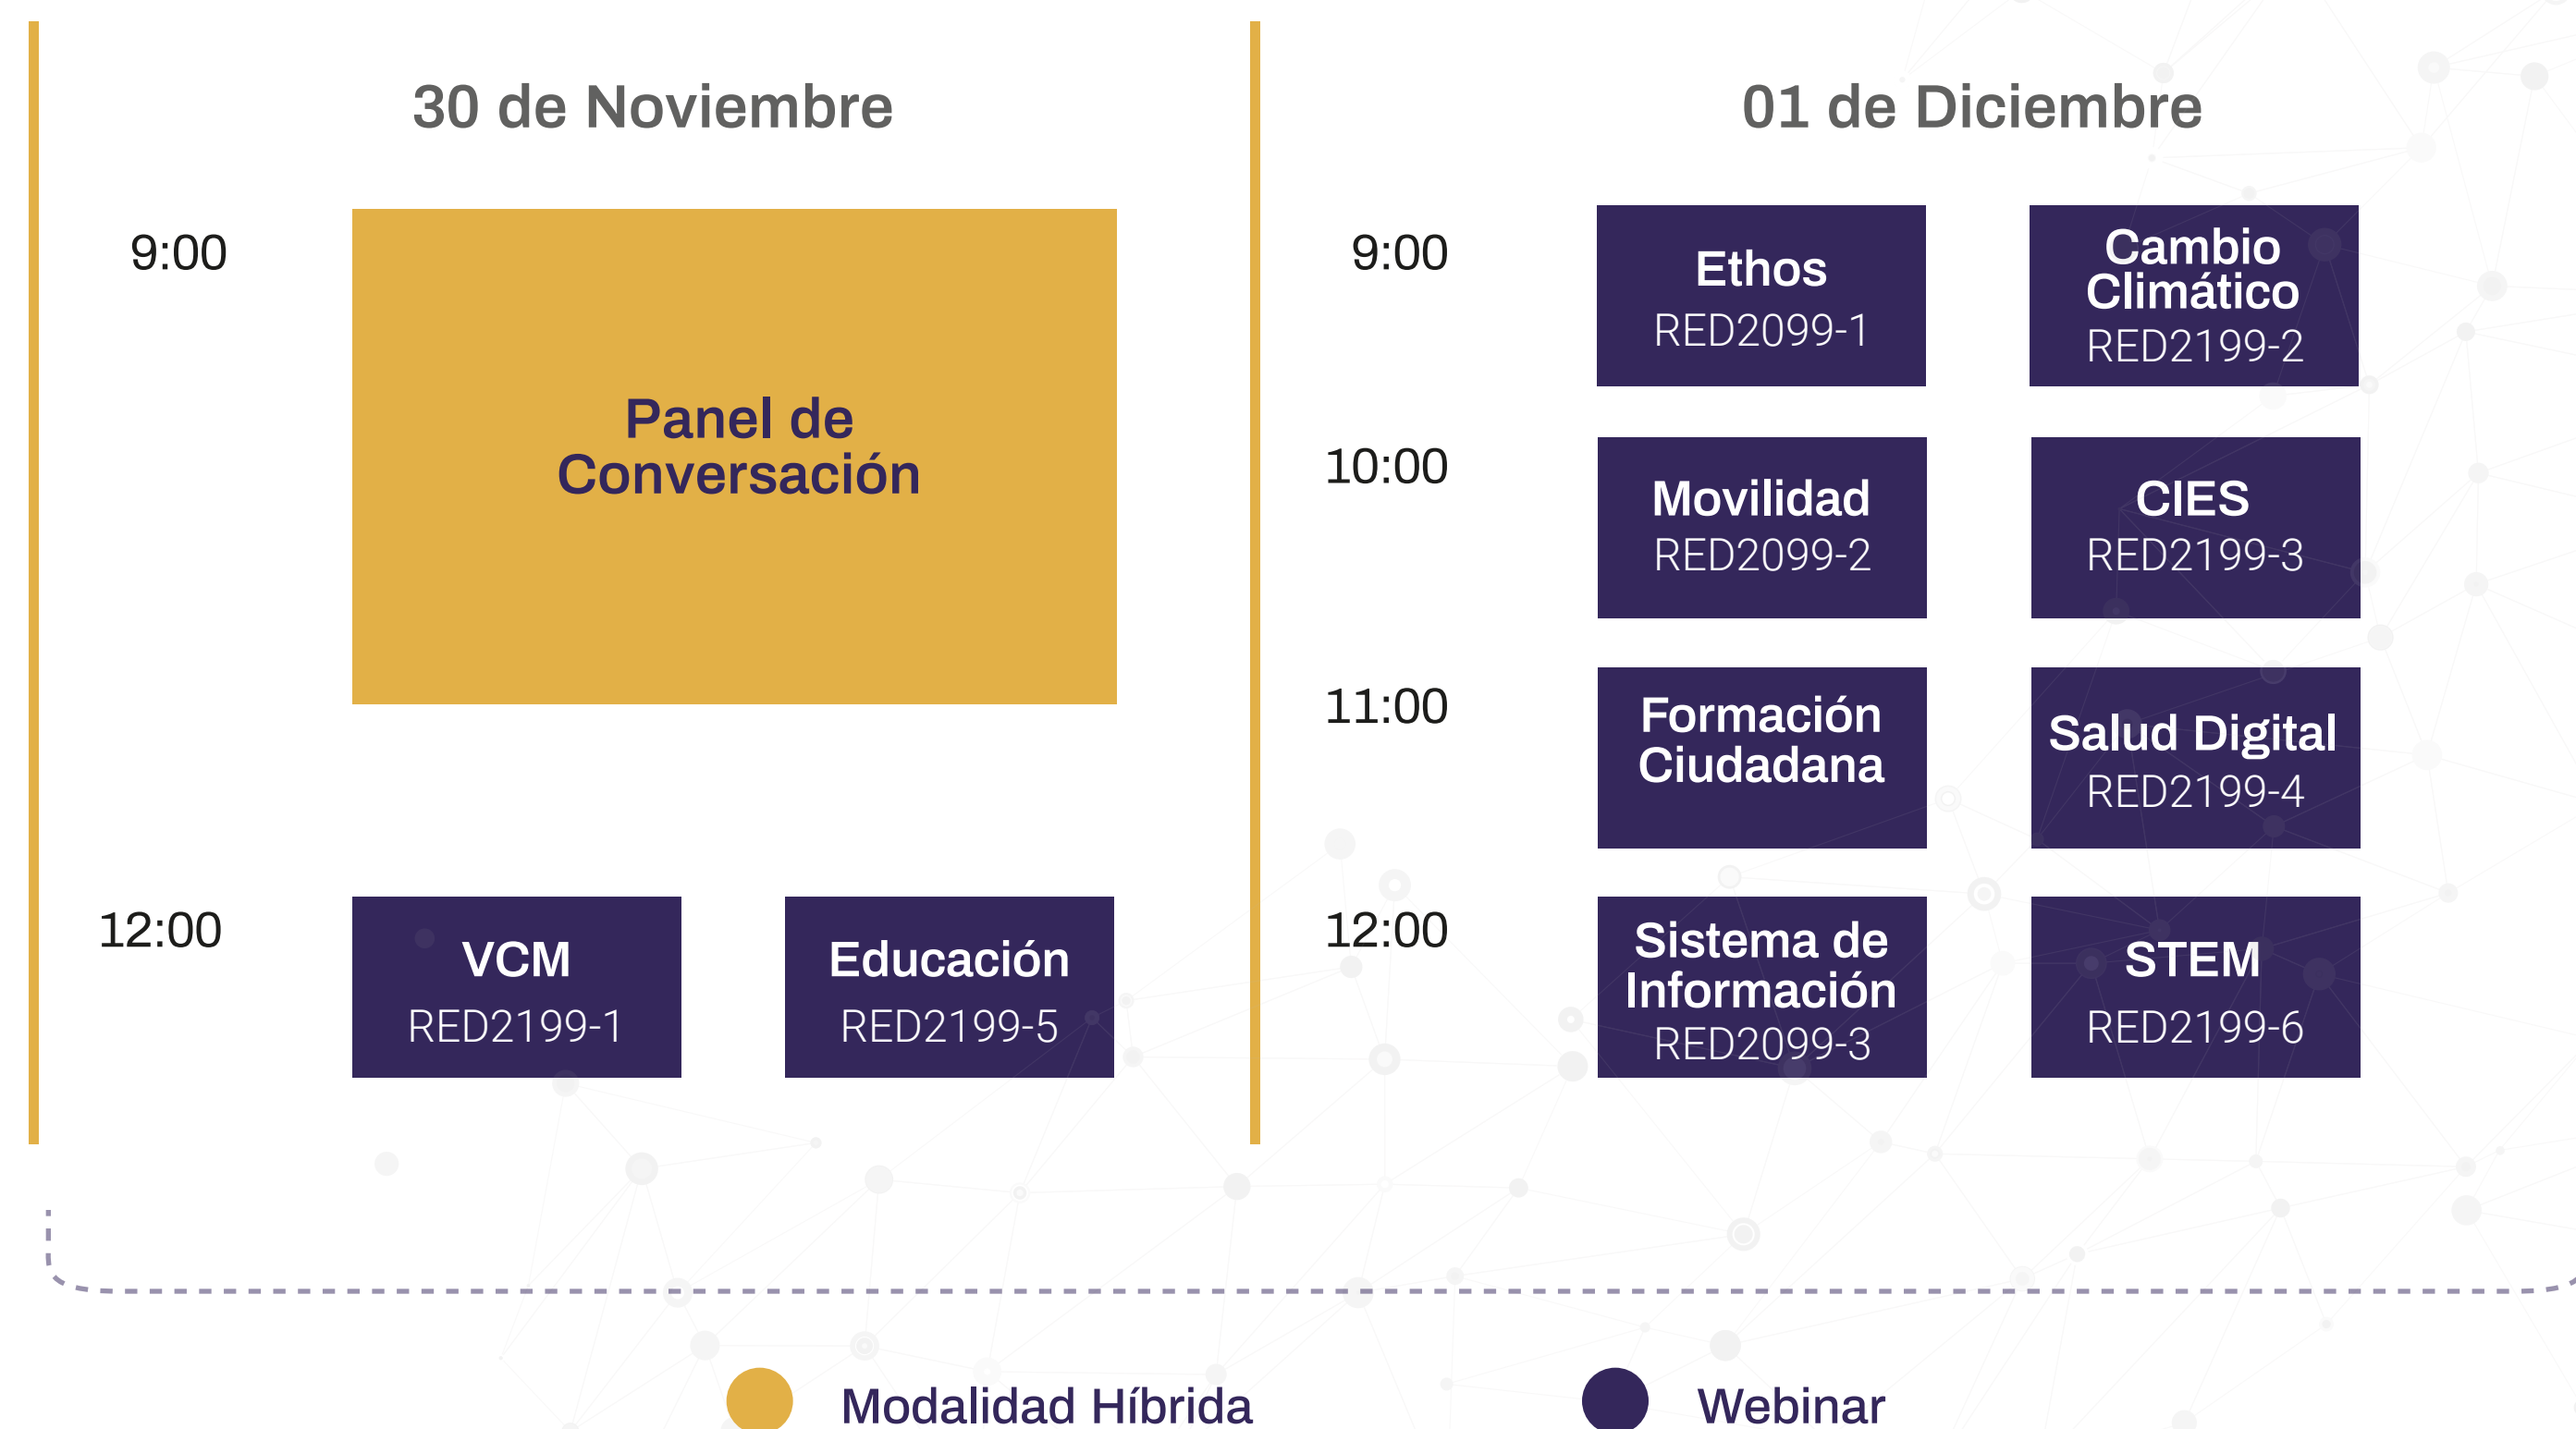 30 de Noviembre
9:00
Panel de
Conversación
12:00
VCM
RED2199-1
Educación
RED2199-5
01 de Diciembre
9:00
Ethos
RED2099-1
Cambio
Climático
RED2199-2
10:00
Movilidad
RED2099-2
CIES
RED2199-3
11:00
Formación
Ciudadana
Salud Digital
RED2199-4
12:00
Sistema de
Información
RED2099-3
STEM
RED2199-6
Modalidad Híbrida
Webinar